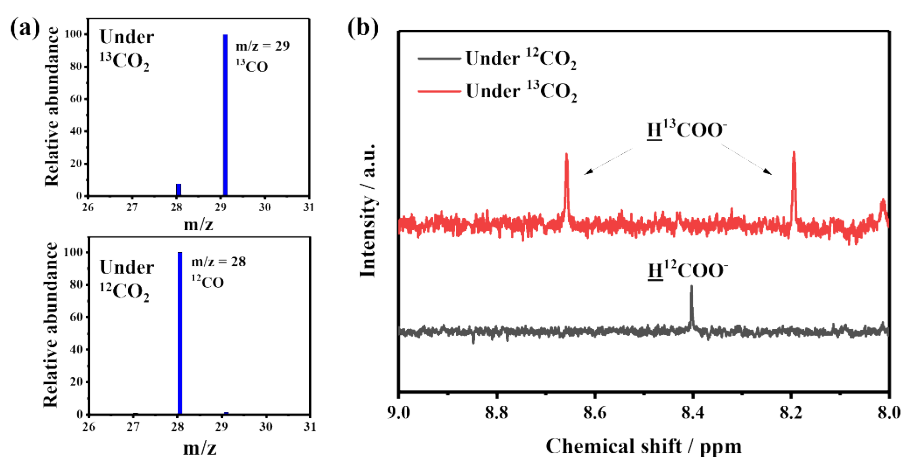 (a)
Under
¹³CO₂
m/z = 29
¹³CO
Relative abundance
100
80
60
40
20
0
26 27 28 29 30 31
m/z
Under
¹²CO₂
m/z = 28
¹²CO
Relative abundance
100
80
60
40
20
0
26 27 28 29 30 31
m/z
(b)
Under ¹²CO₂
Under ¹³CO₂
H¹³COO⁻
H¹²COO⁻
Intensity / a.u.
9.0 8.8 8.6 8.4 8.2 8.0
Chemical shift / ppm